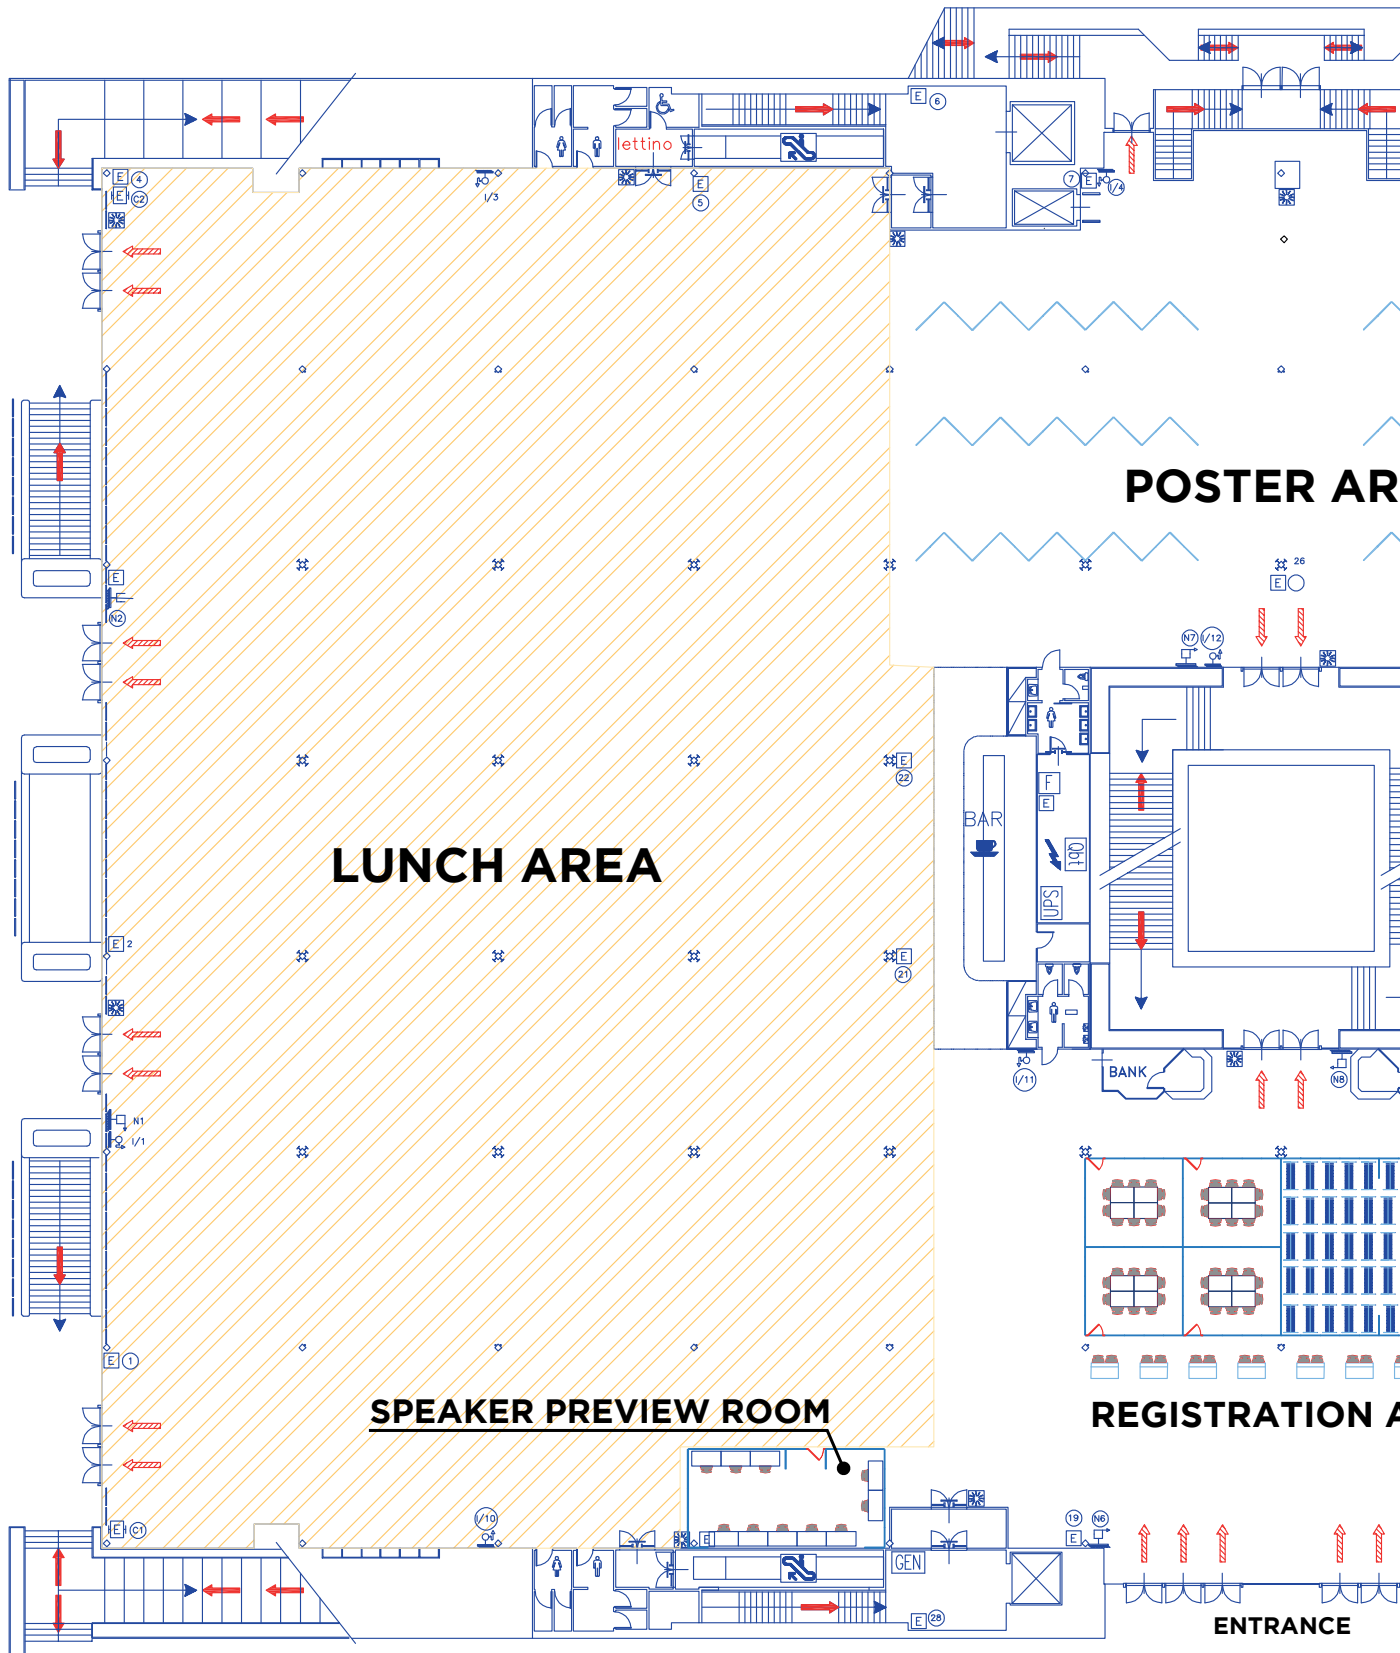 E 6
lettino
E 4
E C2
I/3
E 5
7 E I/4
POSTER AR
E
N2
26
E
N7 I/12
E 22
F
E
BAR
Qbt
LUNCH AREA
UPS
E 2
E 21
I/11
BANK
N8
N1
I/1
E 1
SPEAKER PREVIEW ROOM
REGISTRATION A
E C1
I/10
E
19 N6
E
GEN
E 28
ENTRANCE